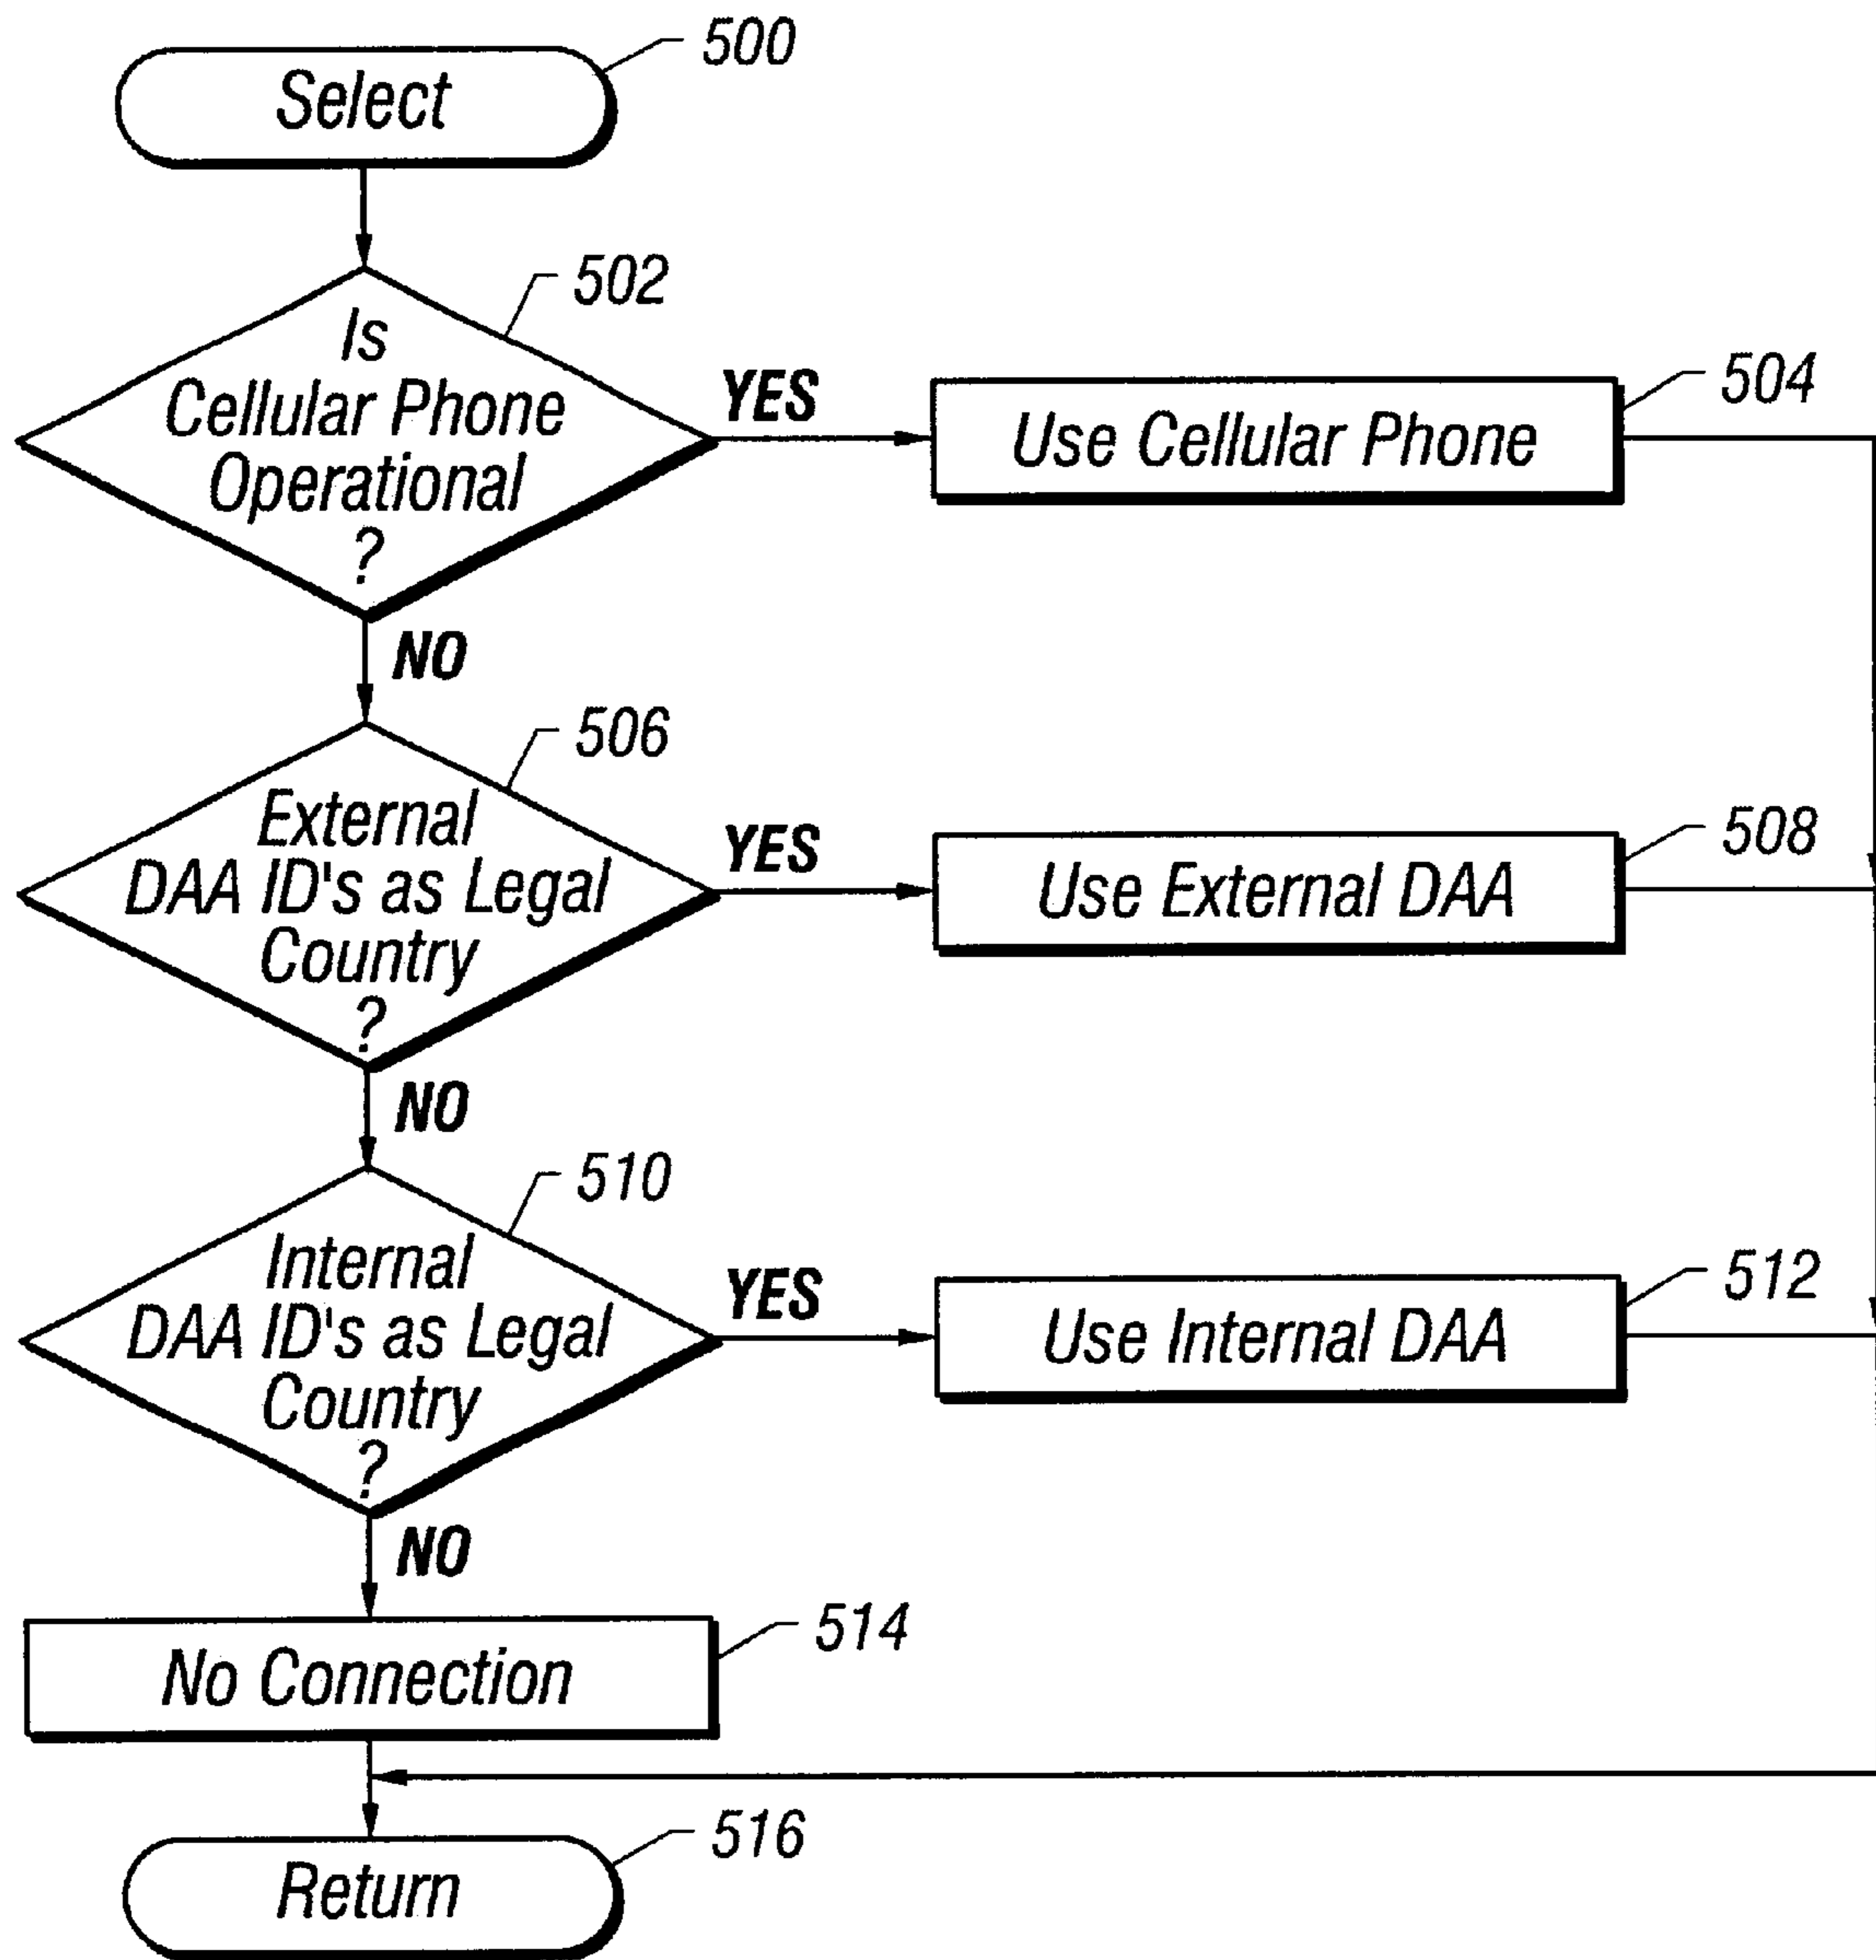 500
Select
502
Is
Cellular Phone
Operational
?
YES
504
Use Cellular Phone
NO
506
External
DAA ID's as Legal
Country
?
YES
508
Use External DAA
NO
510
Internal
DAA ID's as Legal
Country
?
YES
512
Use Internal DAA
NO
514
No Connection
516
Return